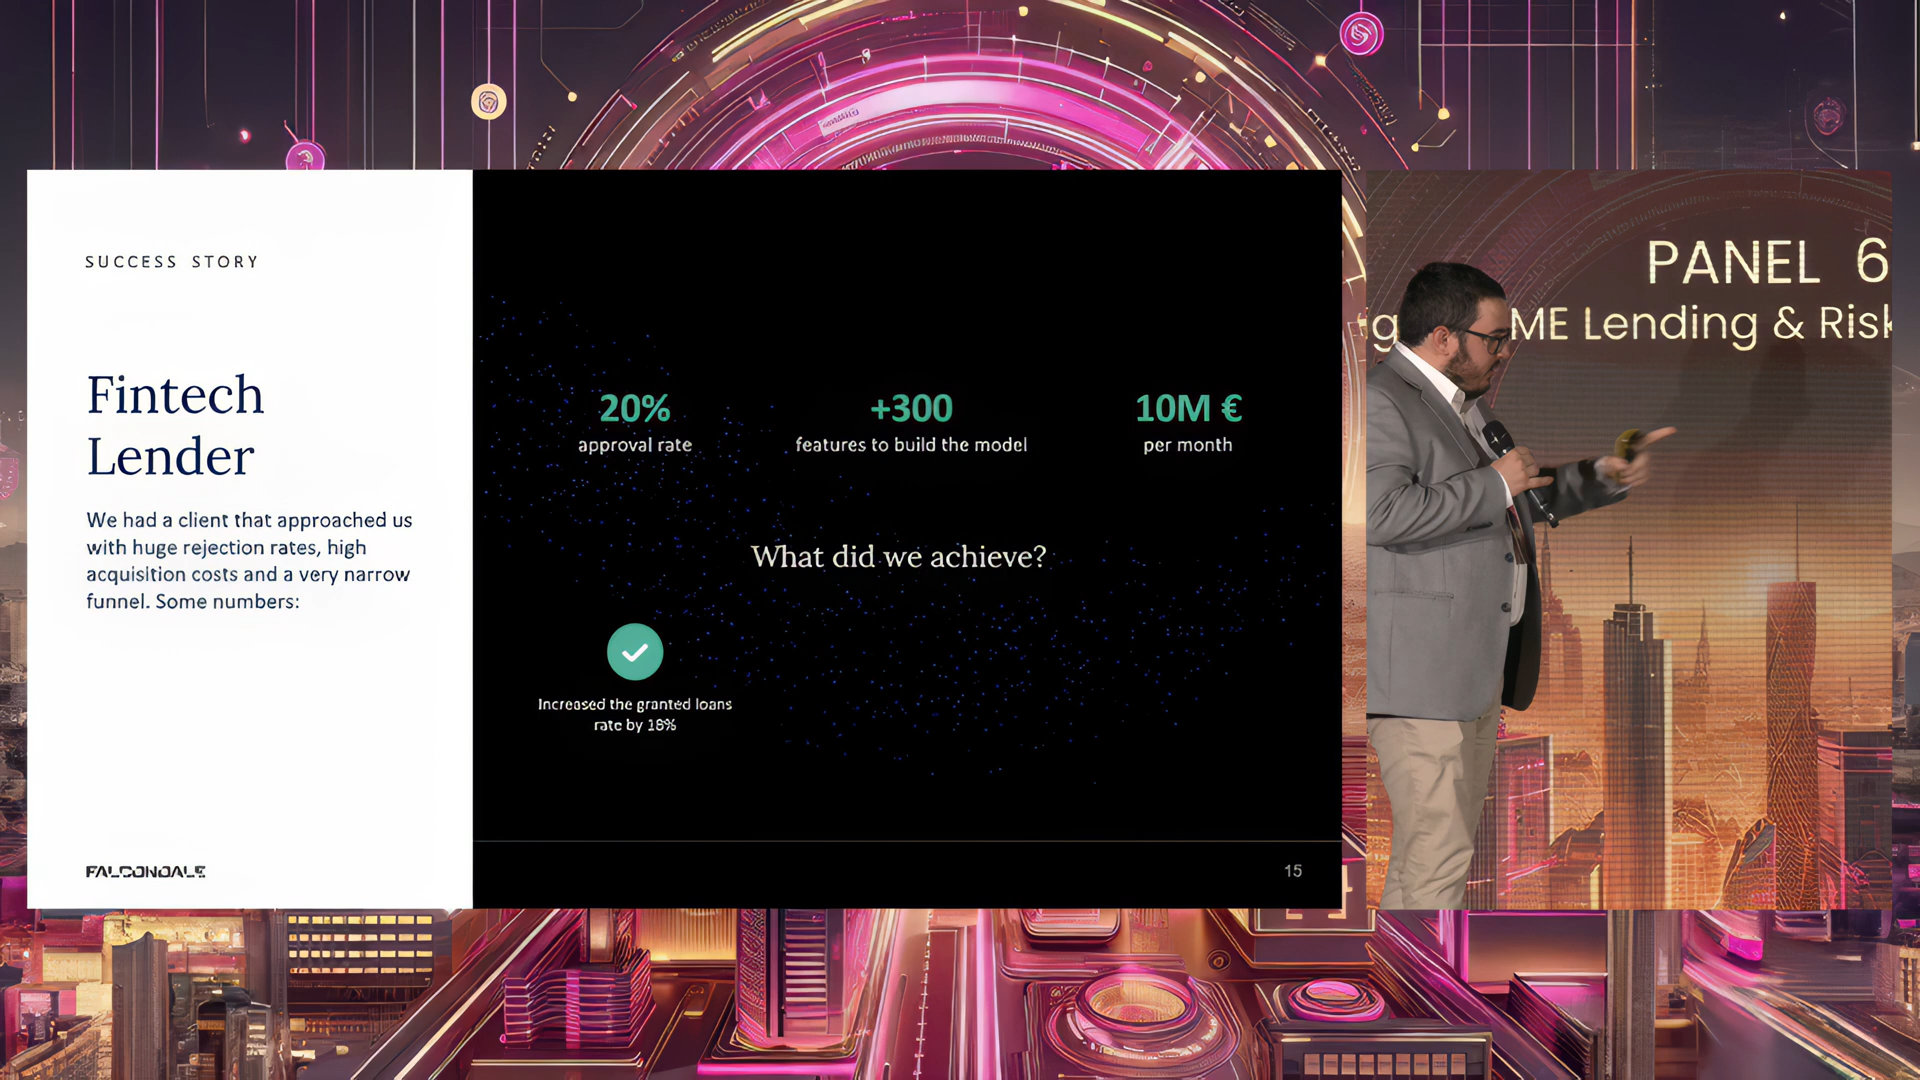 SUCCESS STORY
Fintech
Lender
We had a client that approached us
with huge rejection rates, high
acquisition costs and a very narrow
funnel. Some numbers:
FALCONDALE
20%
approval rate
+300
features to build the model
10M €
per month
What did we achieve?
Increased the granted loans
rate by 18%
15
PANEL 6
ME Lending & Risk